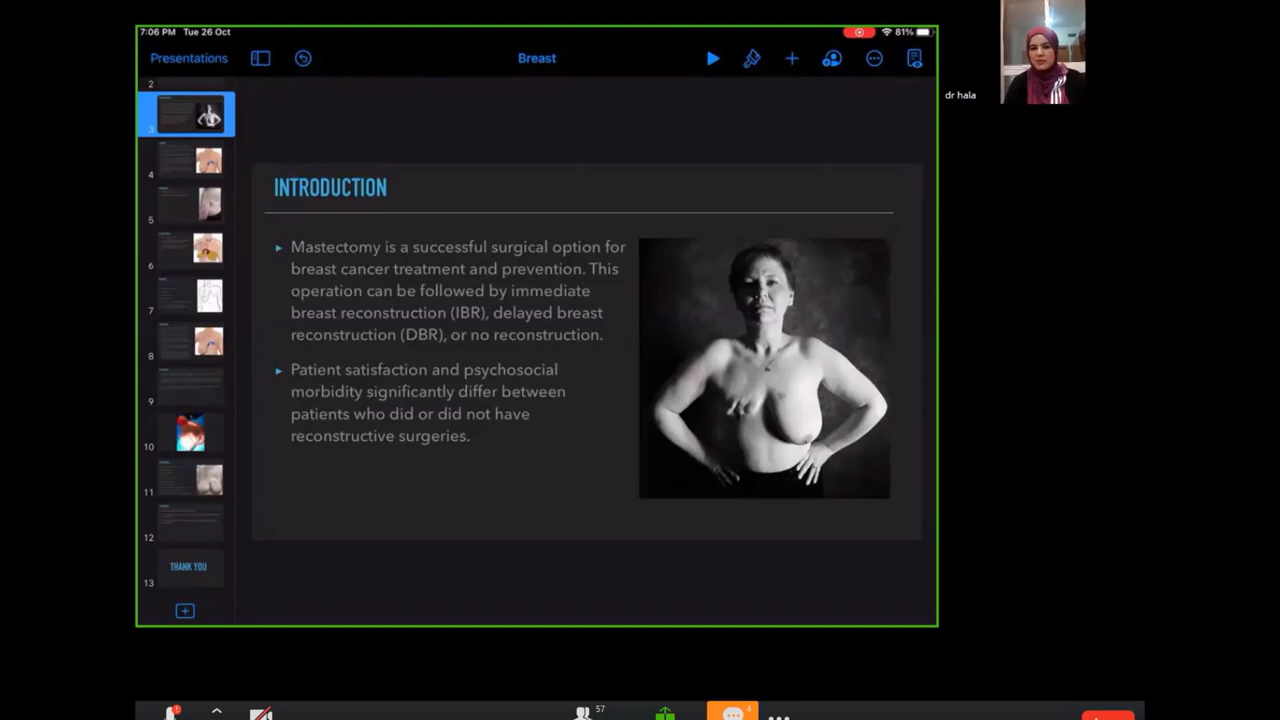 7:06 PM Tue 26 Oct
81%
Presentations
Breast
dr hala
2
3
4
5
6
7
8
9
10
11
12
13
INTRODUCTION
▸ Mastectomy is a successful surgical option for
breast cancer treatment and prevention. This
operation can be followed by immediate
breast reconstruction (IBR), delayed breast
reconstruction (DBR), or no reconstruction.
▸ Patient satisfaction and psychosocial
morbidity significantly differ between
patients who did or did not have
reconstructive surgeries.
THANK YOU
57
4